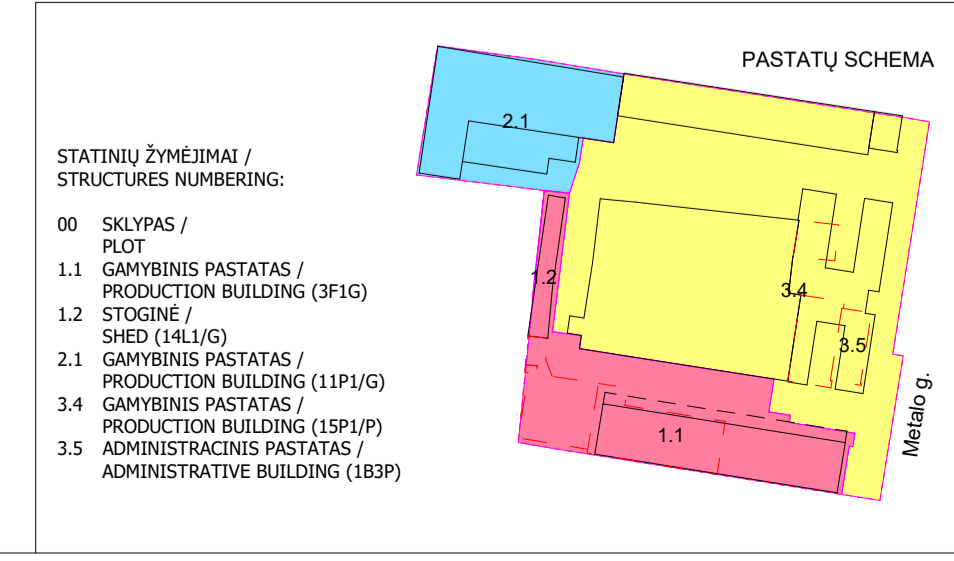 PASTATŲ SCHEMA
STATINIŲ ŽYMĖJIMAI /
STRUCTURES NUMBERING:
00 SKLYPAS /
PLOT
1.1 GAMYBINIS PASTATAS /
PRODUCTION BUILDING (3F1G)
1.2 STOGINĖ /
SHED (14L1/G)
2.1 GAMYBINIS PASTATAS /
PRODUCTION BUILDING (11P1/G)
3.4 GAMYBINIS PASTATAS /
PRODUCTION BUILDING (15P1/P)
3.5 ADMINISTRACINIS PASTATAS /
ADMINISTRATIVE BUILDING (1B3P)
2.1
1.2
3.4
3.5
1.1
Metalo g.